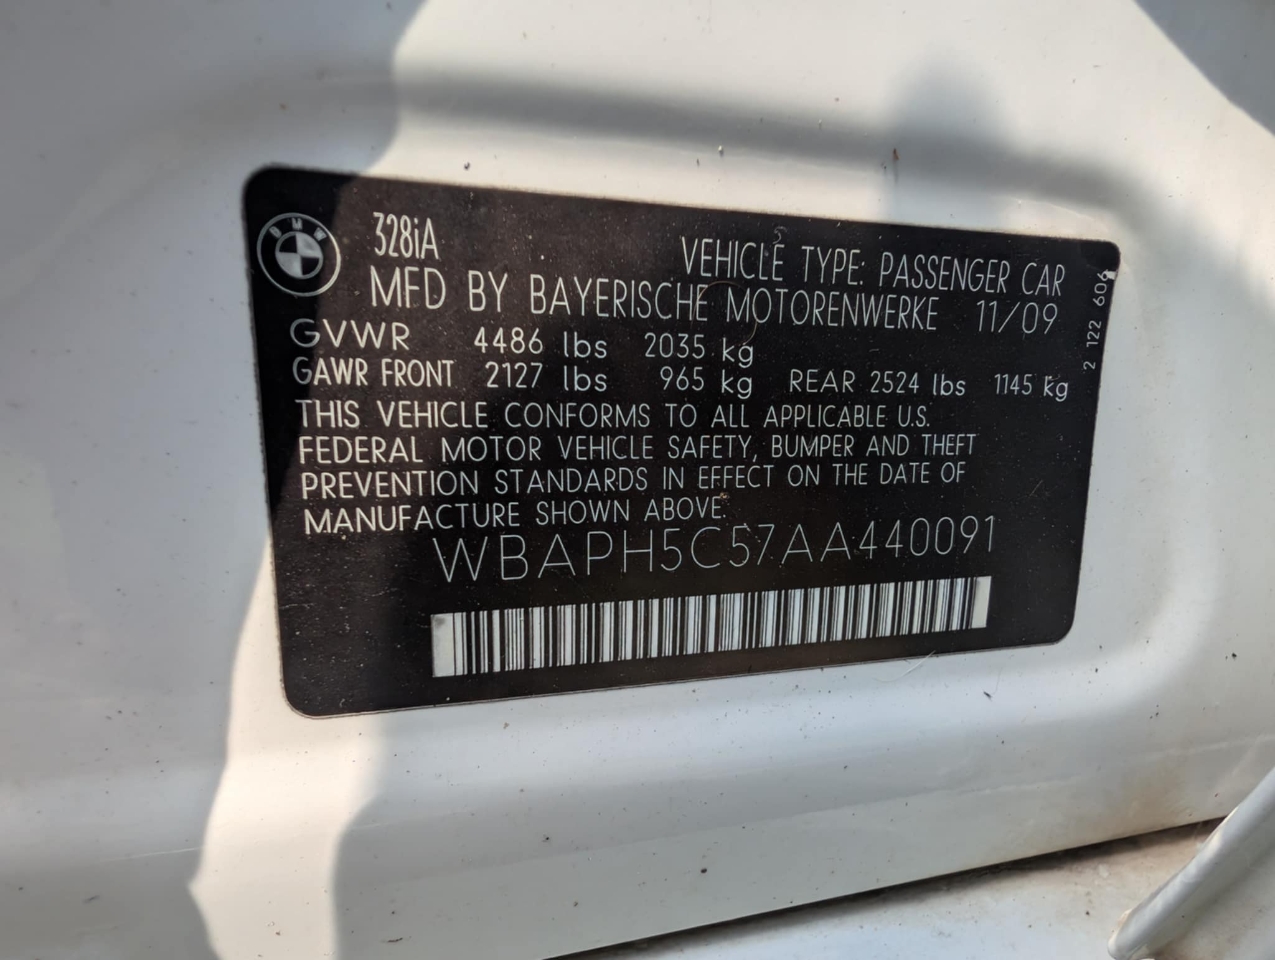 BMW
328iA
VEHICLE TYPE: PASSENGER CAR
MFD BY BAYERISCHE MOTORENWERKE 11/09
GVWR 4486 lbs 2035 kg
GAWR FRONT 2127 lbs 965 kg REAR 2524 lbs 1145 kg
THIS VEHICLE CONFORMS TO ALL APPLICABLE U.S.
FEDERAL MOTOR VEHICLE SAFETY, BUMPER AND THEFT
PREVENTION STANDARDS IN EFFECT ON THE DATE OF
MANUFACTURE SHOWN ABOVE.
WBAPH5C57AA440091
2 122 606